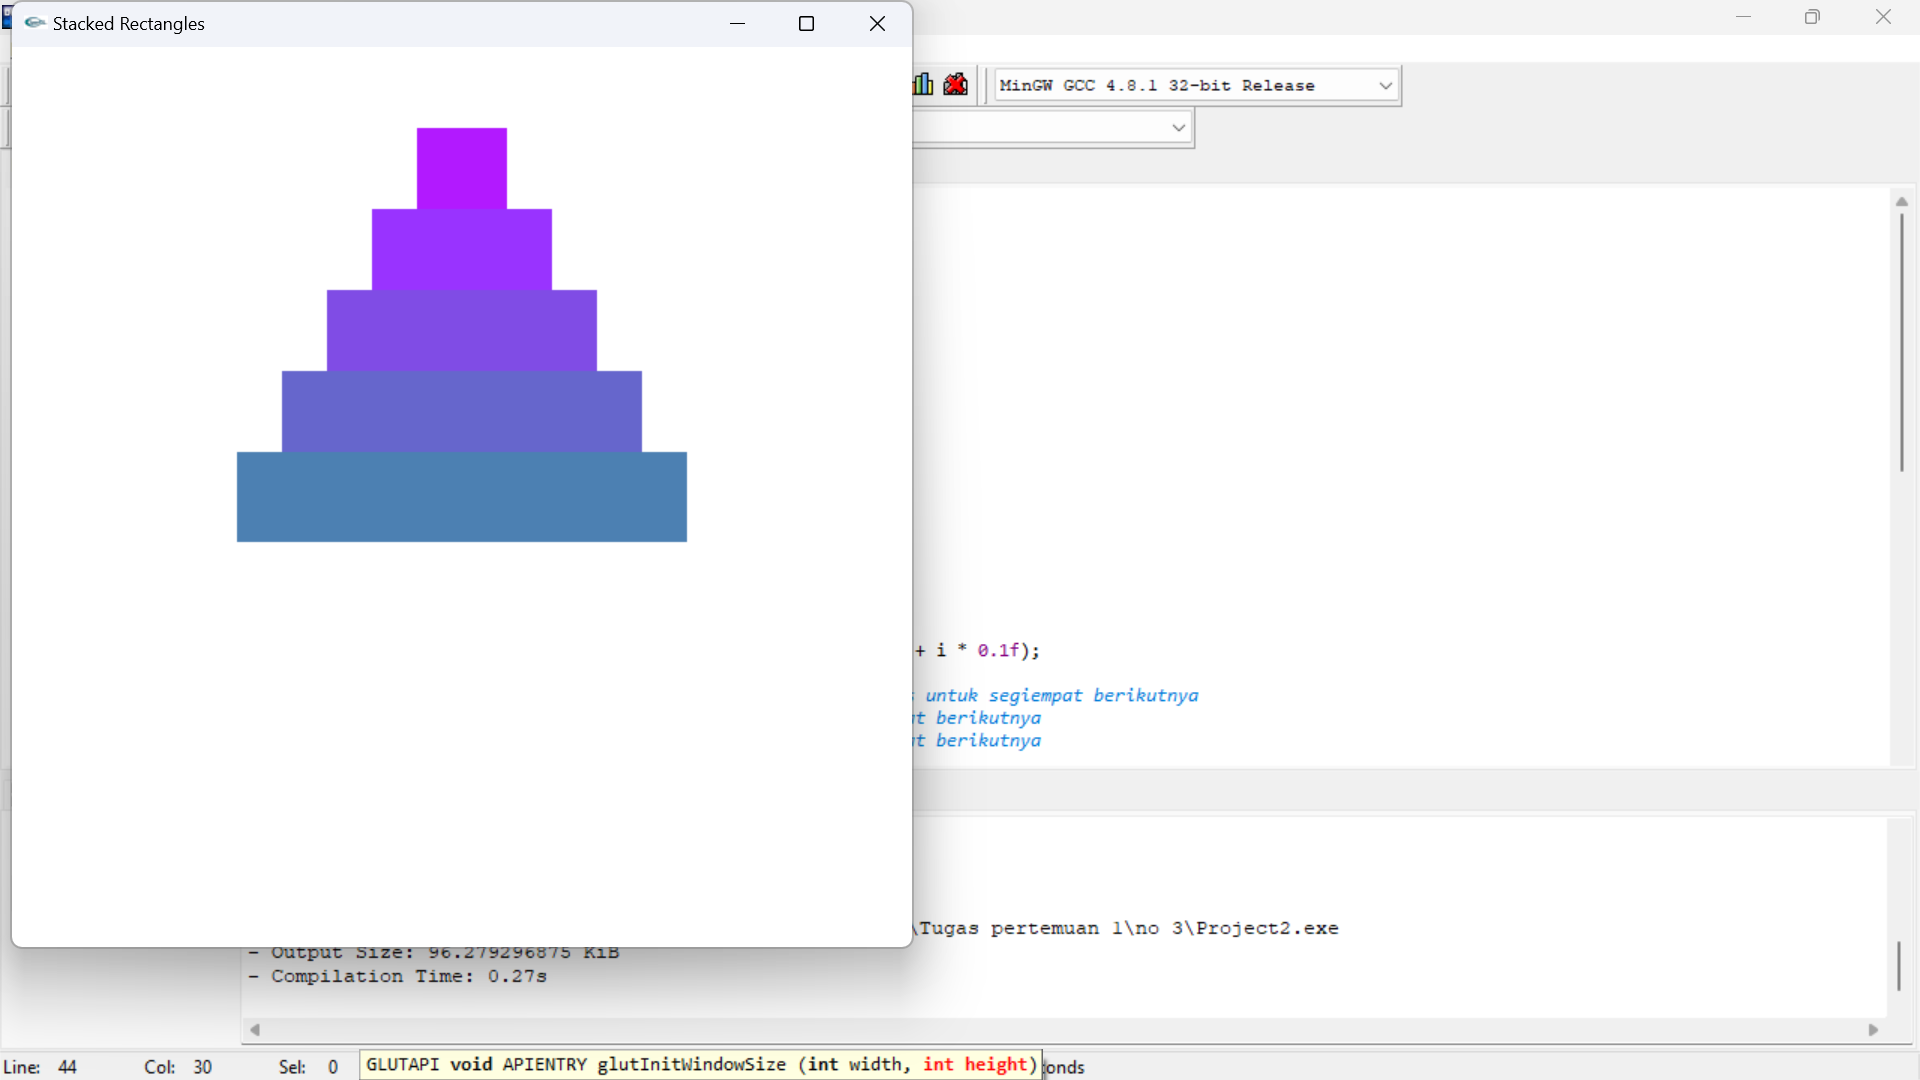 Stacked Rectangles
MinGW GCC 4.8.1 32-bit Release
+ i * 0.1f);
untuk segiempat berikutnya
berikutnya
berikutnya
\Tugas pertemuan 1\no 3\Project2.exe
- Output Size: 96.279296875 KiB
- Compilation Time: 0.27s
Line: 44 Col: 30 Sel: 0 GLUTAPI void APIENTRY glutInitWindowSize (int width, int height)